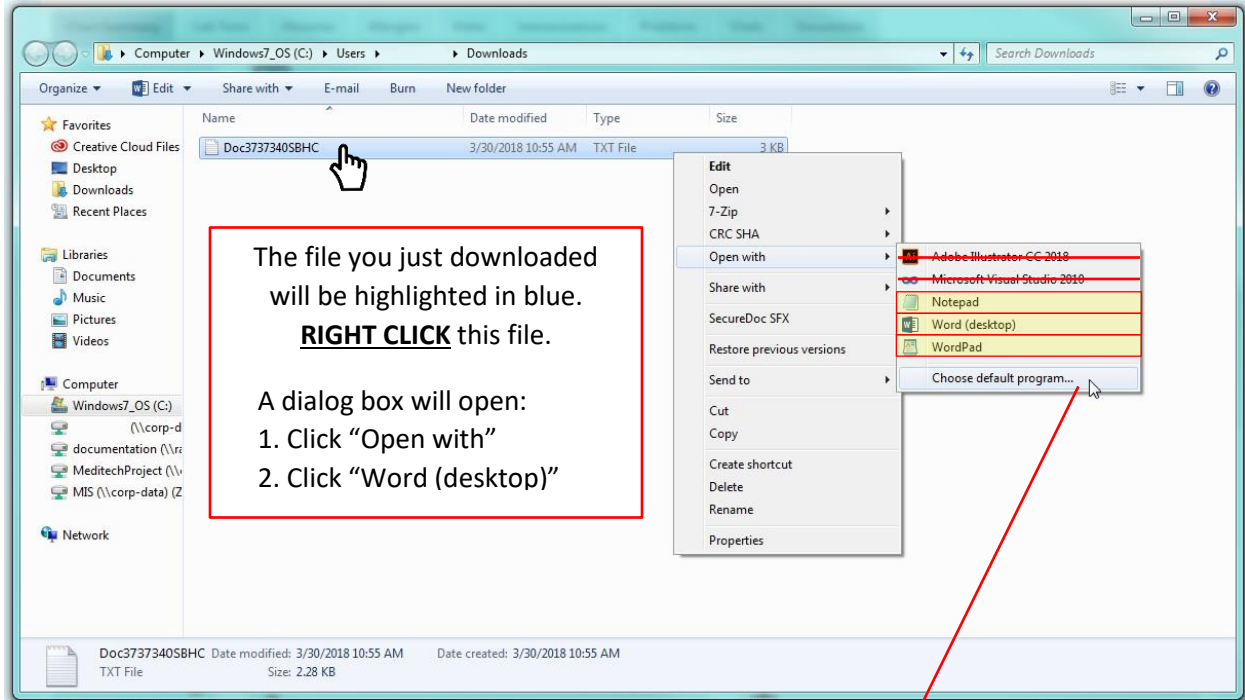 Computer ▸ Windows7_OS (C:) ▸ Users ▸ ▸ Downloads
Search Downloads
Organize ▾ Edit ▾ Share with ▾ E-mail Burn New folder
Favorites
Creative Cloud Files
Desktop
Downloads
Recent Places
Libraries
Documents
Music
Pictures
Videos
Computer
Windows7_OS (C:)
(\\corp-d
documentation (\\ra
MeditechProject (\\
MIS (\\corp-data) (Z
Network
Name Date modified Type Size
Doc3737340SBHC 3/30/2018 10:55 AM TXT File 3 KB
The file you just downloaded
will be highlighted in blue.
RIGHT CLICK this file.
A dialog box will open:
1. Click “Open with”
2. Click “Word (desktop)”
Edit
Open
7-Zip
CRC SHA
Open with
Share with
SecureDoc SFX
Restore previous versions
Send to
Cut
Copy
Create shortcut
Delete
Rename
Properties
Adobe Illustrator CC 2018
Microsoft Visual Studio 2010
Notepad
Word (desktop)
WordPad
Choose default program...
Doc3737340SBHC Date modified: 3/30/2018 10:55 AM Date created: 3/30/2018 10:55 AM
TXT File Size: 2.28 KB